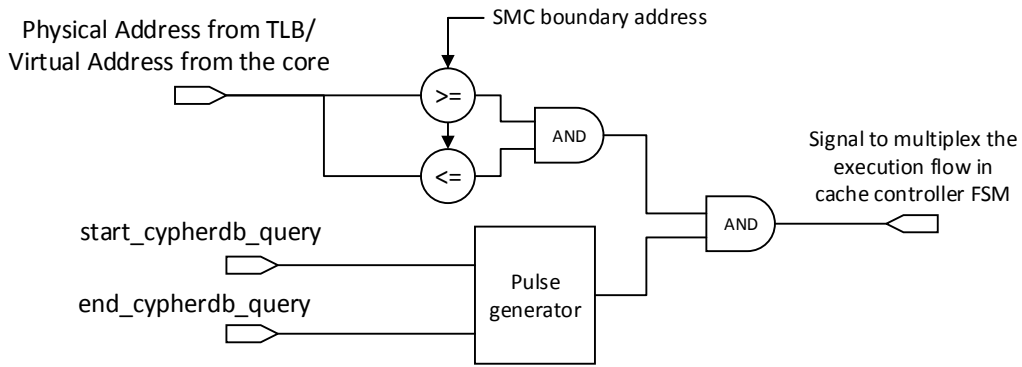 SMC boundary address
Physical Address from TLB/
Virtual Address from the core
>=
AND
<=
Signal to multiplex the
execution flow in
cache controller FSM
AND
start_cypherdb_query
end_cypherdb_query
Pulse
generator